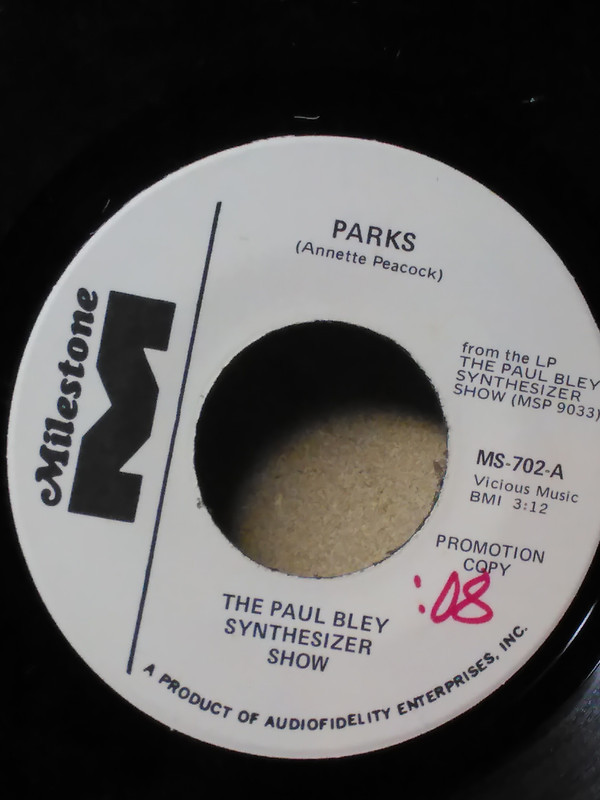 PARKS
(Annette Peacock)
Milestone
M
from the LP
THE PAUL BLEY
SYNTHESIZER
SHOW (MSP 9033)
MS-702-A
Vicious Music
BMI 3:12
PROMOTION
COPY
:08
THE PAUL BLEY
SYNTHESIZER
SHOW
A PRODUCT OF AUDIOFIDELITY ENTERPRISES, INC.